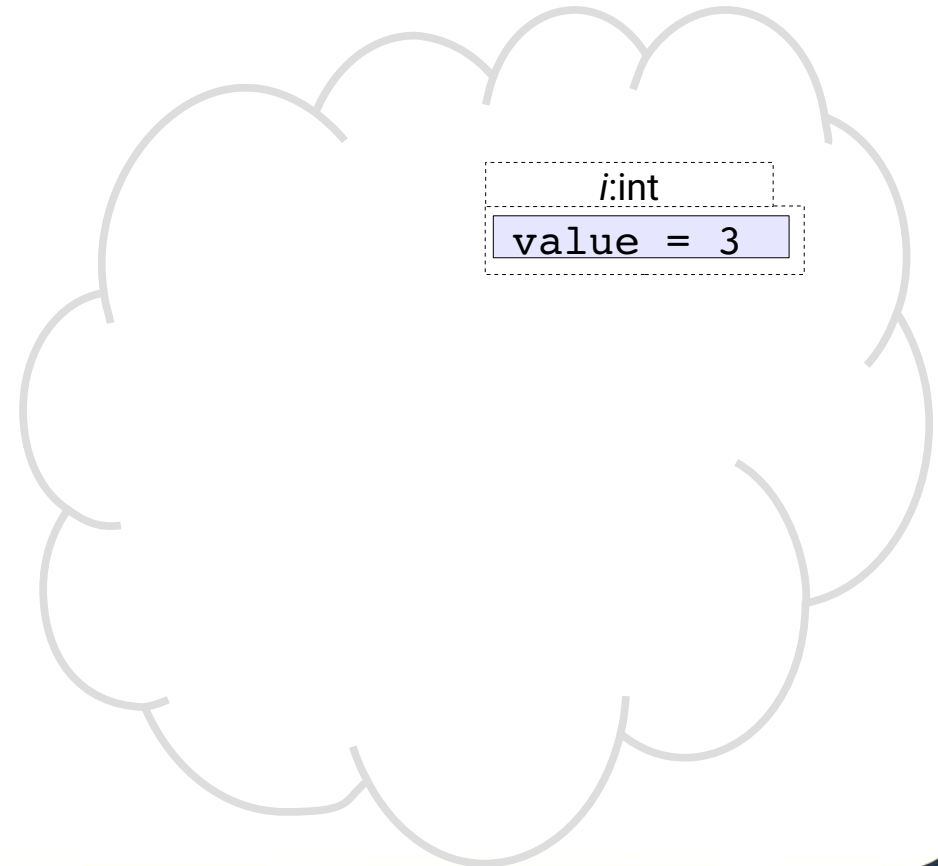 i:int
value = 3